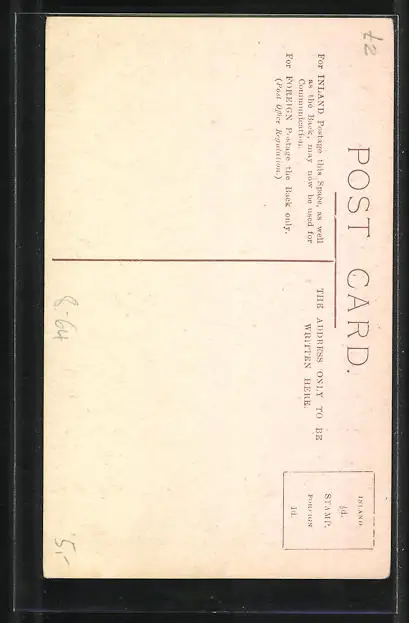 £2
POST CARD.
For INLAND Postage this Space, as well
as the Back, may now be used for
Communication.
For FOREIGN Postage the Back only.
(Post Office Regulation.)
THE ADDRESS ONLY TO BE
WRITTEN HERE.
INLAND.
½d.
STAMP.
FOREIGN
1d.
8-64
5,-